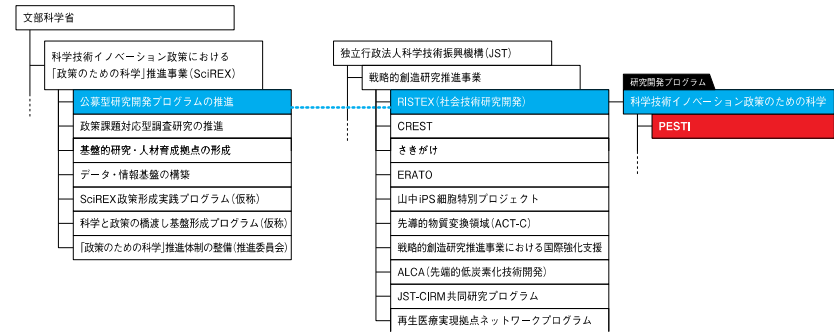 文部科学省
科学技術イノベーション政策における
「政策のための科学」推進事業（SciREX）
公募型研究開発プログラムの推進
政策課題対応型調査研究の推進
基盤的研究・人材育成拠点の形成
データ・情報基盤の構築
SciREX政策形成実践プログラム（仮称）
科学と政策の橋渡し基盤形成プログラム（仮称）
「政策のための科学」推進体制の整備（推進委員会）
独立行政法人科学技術振興機構（JST）
戦略的創造研究推進事業
RISTEX（社会技術研究開発）
CREST
さきがけ
ERATO
山中iPS細胞特別プロジェクト
先導的物質変換領域（ACT-C）
戦略的創造研究推進事業における国際強化支援
ALCA（先端的低炭素化技術開発）
JST-CIRM共同研究プログラム
再生医療実現拠点ネットワークプログラム
研究開発プログラム
科学技術イノベーション政策のための科学
PESTI